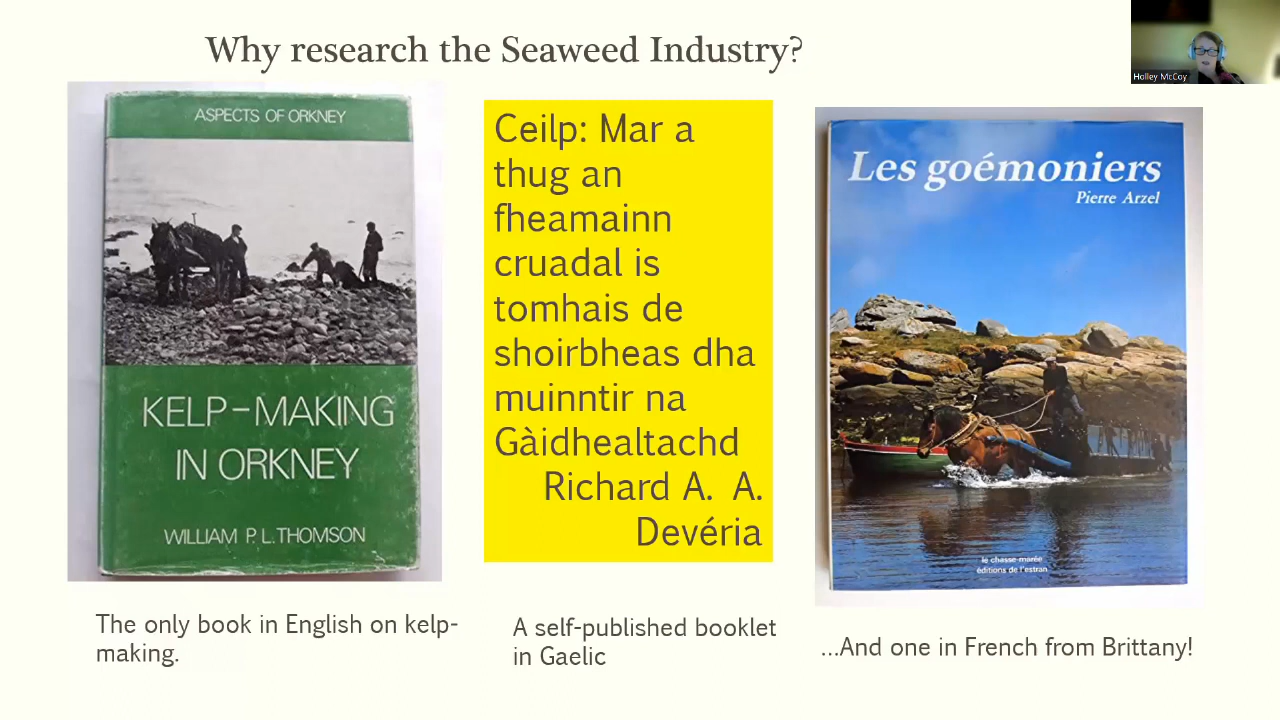 Why research the Seaweed Industry?
Holley McCoy
ASPECTS OF ORKNEY
KELP-MAKING
IN ORKNEY
WILLIAM P. L. THOMSON
The only book in English on kelp-
making.
Ceilp: Mar a
thug an
fheamainn
cruadal is
tomhais de
shoirbheas dha
muinntir na
Gàidhealtachd
Richard A. A.
Devéria
A self-published booklet
in Gaelic
Les goémoniers
Pierre Arzel
le chasse-marée
éditions de l'estran
...And one in French from Brittany!